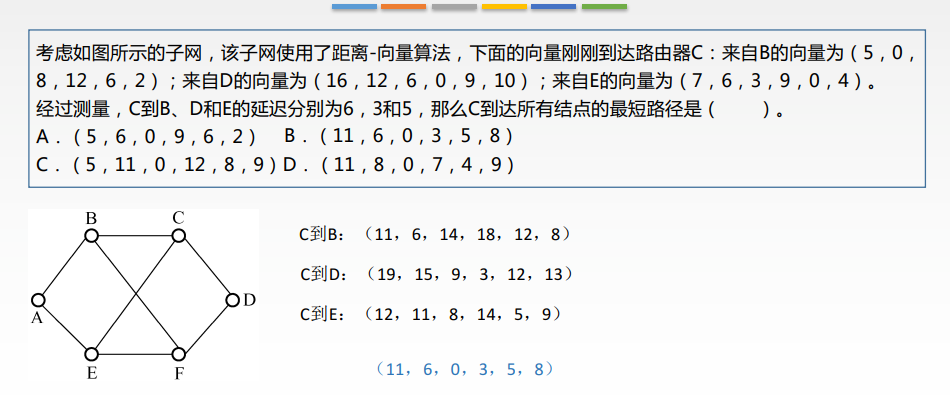 考虑如图所示的子网，该子网使用了距离-向量算法，下面的向量刚刚到达路由器C：来自B的向量为（5，0，
8，12，6，2）；来自D的向量为（16，12，6，0，9，10）；来自E的向量为（7，6，3，9，0，4）。
经过测量，C到B、D和E的延迟分别为6，3和5，那么C到达所有结点的最短路径是（　　）。
A．（5，6，0，9，6，2） B．（11，6，0，3，5，8）
C．（5，11，0，12，8，9）D．（11，8，0，7，4，9）
B C
C到B：（11，6，14，18，12，8）
C到D：（19，15，9，3，12，13）
A D
C到E：（12，11，8，14，5，9）
E F
（11，6，0，3，5，8）